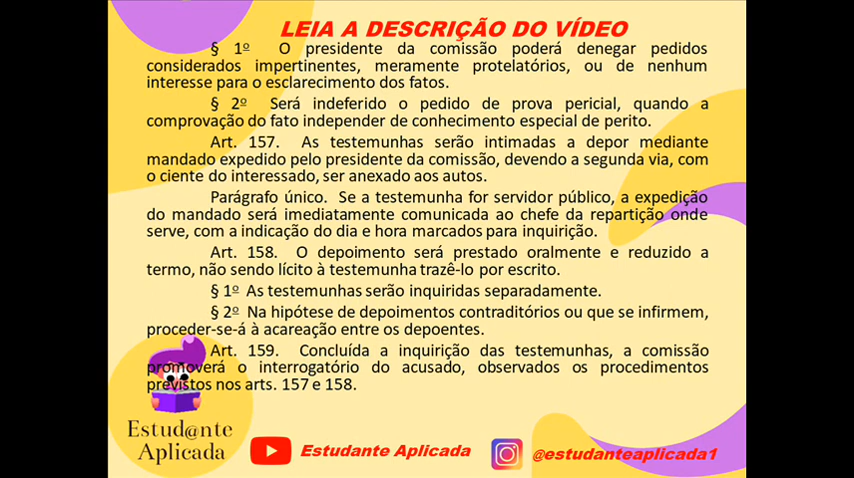 LEIA A DESCRIÇÃO DO VÍDEO
§ 1º O presidente da comissão poderá denegar pedidos
considerados impertinentes, meramente protelatórios, ou de nenhum
interesse para o esclarecimento dos fatos.
§ 2º Será indeferido o pedido de prova pericial, quando a
comprovação do fato independer de conhecimento especial de perito.
Art. 157. As testemunhas serão intimadas a depor mediante
mandado expedido pelo presidente da comissão, devendo a segunda via, com
o ciente do interessado, ser anexado aos autos.
Parágrafo único. Se a testemunha for servidor público, a expedição
do mandado será imediatamente comunicada ao chefe da repartição onde
serve, com a indicação do dia e hora marcados para inquirição.
Art. 158. O depoimento será prestado oralmente e reduzido a
termo, não sendo lícito à testemunha trazê-lo por escrito.
§ 1º As testemunhas serão inquiridas separadamente.
§ 2º Na hipótese de depoimentos contraditórios ou que se infirmem,
proceder-se-á à acareação entre os depoentes.
Art. 159. Concluída a inquirição das testemunhas, a comissão
promoverá o interrogatório do acusado, observados os procedimentos
previstos nos arts. 157 e 158.
Estud@nte
Aplicada
Estudante Aplicada
@estudanteaplicada1